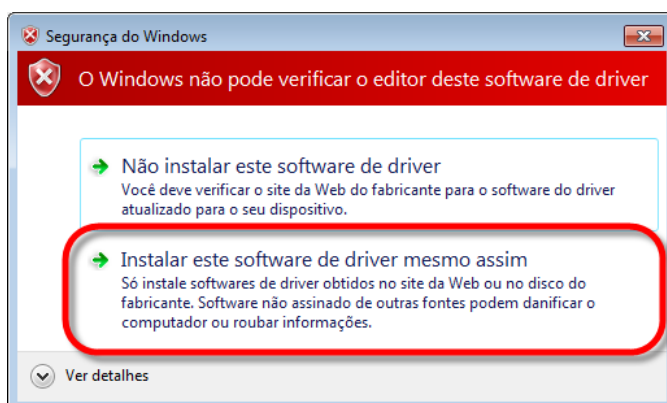 Segurança do Windows
O Windows não pode verificar o editor deste software de driver
Não instalar este software de driver
Você deve verificar o site da Web do fabricante para o software do driver
atualizado para o seu dispositivo.
Instalar este software de driver mesmo assim
Só instale softwares de driver obtidos no site da Web ou no disco do
fabricante. Software não assinado de outras fontes podem danificar o
computador ou roubar informações.
Ver detalhes